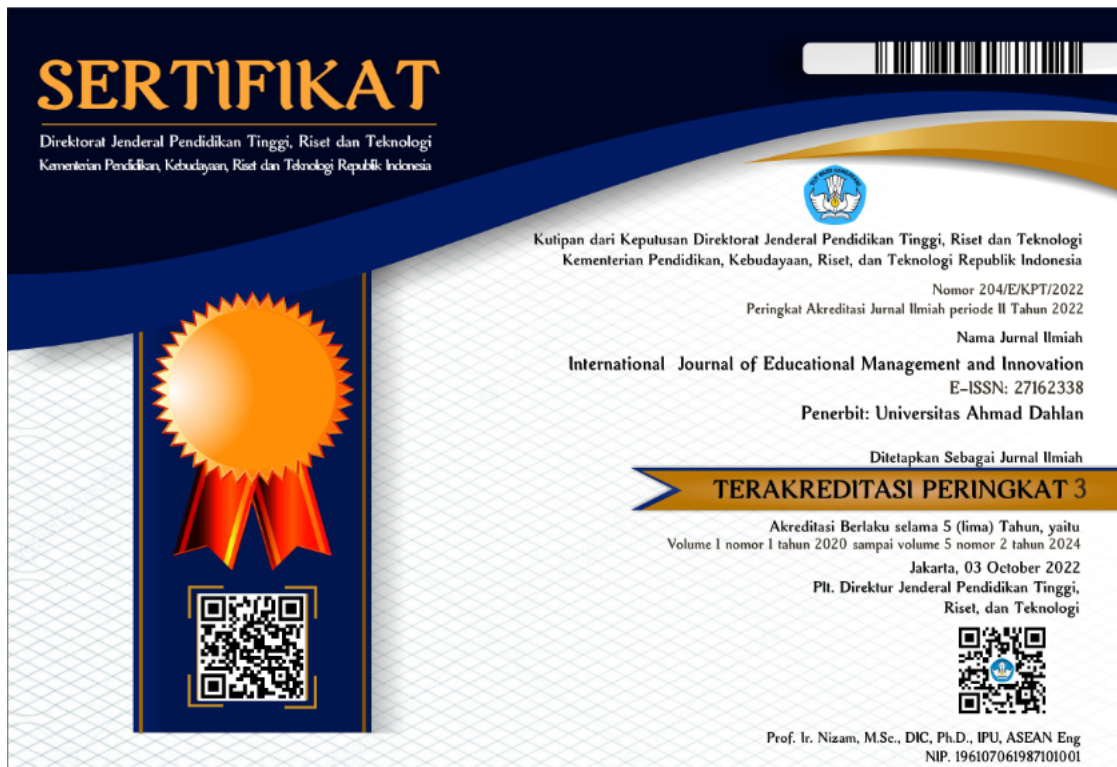 SERTIFIKAT
Direktorat Jenderal Pendidikan Tinggi, Riset dan Teknologi
Kementerian Pendidikan, Kebudayaan, Riset dan Teknologi Republik Indonesia
Kutipan dari Keputusan Direktorat Jenderal Pendidikan Tinggi, Riset dan Teknologi
Kementerian Pendidikan, Kebudayaan, Riset, dan Teknologi Republik Indonesia
Nomor 204/E/KPT/2022
Peringkat Akreditasi Jurnal Ilmiah periode II Tahun 2022
Nama Jurnal Ilmiah
International Journal of Educational Management and Innovation
E-ISSN: 27162338
Penerbit: Universitas Ahmad Dahlan
Ditetapkan Sebagai Jurnal Ilmiah
TERAKREDITASI PERINGKAT 3
Akreditasi Berlaku selama 5 (lima) Tahun, yaitu
Volume 1 nomor 1 tahun 2020 sampai volume 5 nomor 2 tahun 2024
Jakarta, 03 October 2022
Plt. Direktur Jenderal Pendidikan Tinggi,
Riset, dan Teknologi
Prof. Ir. Nizam, M.Sc., DIC, Ph.D., IPU, ASEAN Eng
NIP. 196107061987101001